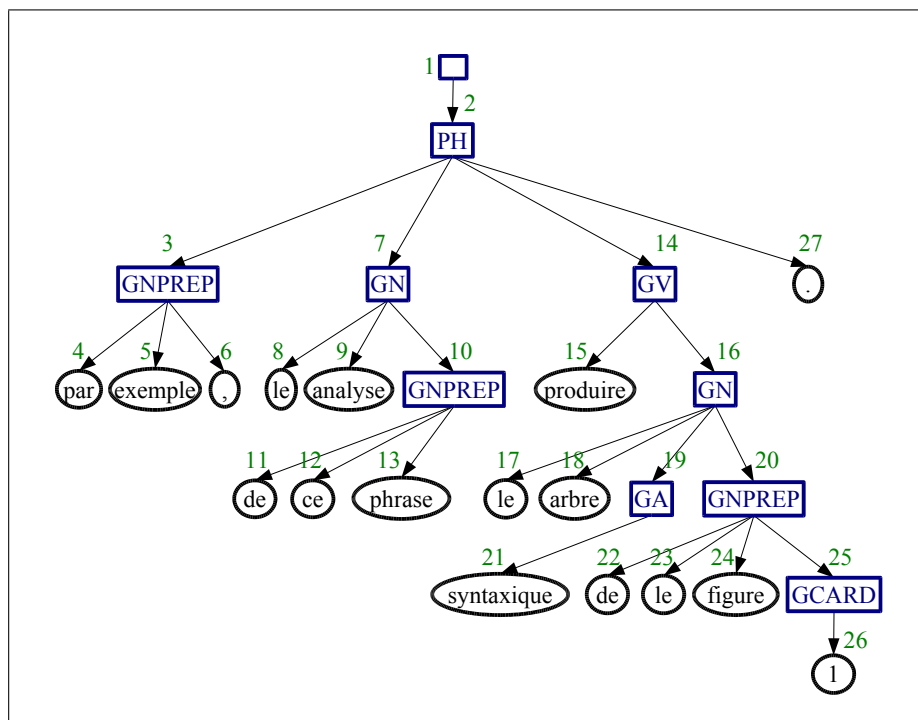 1
2
PH
3 7 14 27
GNPREP GN GV .
4 5 6 8 9 10 15 16
par exemple , le analyse GNPREP produire GN
11 12 13 17 18 19 20
de ce phrase le arbre GA GNPREP
21 22 23 24 25
syntaxique de le figure GCARD
26
1